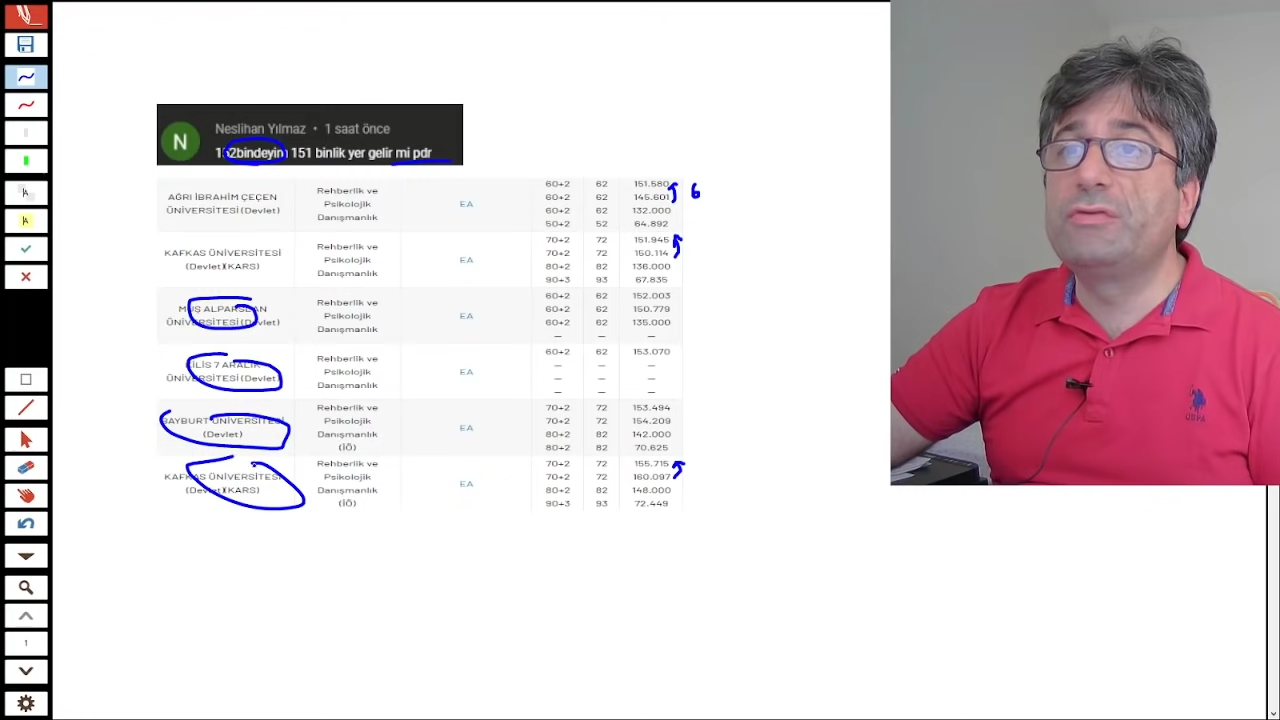 Neslihan Yılmaz • 1 saat önce
N
152bindeyim 151 binlik yer gelir mi pdr
AĞRI İBRAHİM ÇEÇEN
ÜNİVERSİTESİ (Devlet)
Rehberlik ve
Psikolojik
Danışmanlık
EA
60+2 62 151.580
60+2 62 145.601
60+2 62 132.000
50+2 52 64.892
6
KAFKAS ÜNİVERSİTESİ
(Devlet)(KARS)
Rehberlik ve
Psikolojik
Danışmanlık
EA
70+2 72 151.945
70+2 72 150.114
80+2 82 136.000
90+3 93 67.835
MUŞ ALPARSLAN
ÜNİVERSİTESİ (Devlet)
Rehberlik ve
Psikolojik
Danışmanlık
EA
60+2 62 152.003
60+2 62 150.779
60+2 62 135.000
— — —
KİLİS 7 ARALIK
ÜNİVERSİTESİ (Devlet)
Rehberlik ve
Psikolojik
Danışmanlık
EA
60+2 62 153.070
— — —
— — —
— — —
BAYBURT ÜNİVERSİTESİ
(Devlet)
Rehberlik ve
Psikolojik
Danışmanlık
(İÖ)
EA
70+2 72 153.494
70+2 72 154.209
80+2 82 142.000
80+2 82 70.625
KAFKAS ÜNİVERSİTESİ
(Devlet)(KARS)
Rehberlik ve
Psikolojik
Danışmanlık
(İÖ)
EA
70+2 72 155.715
70+2 72 160.097
80+2 82 148.000
90+3 93 72.449
A
A
1
USPA